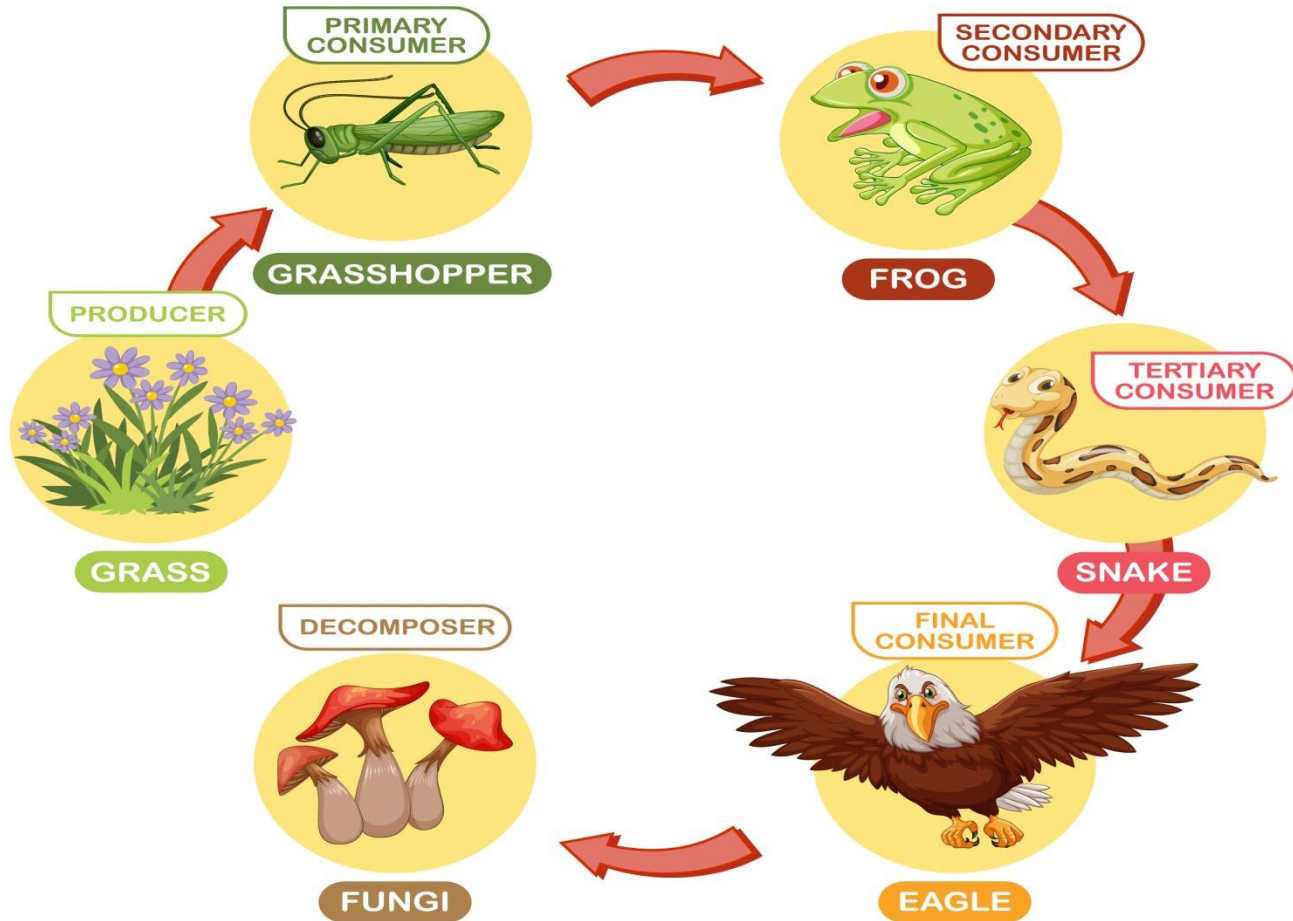 PRIMARY
CONSUMER
GRASSHOPPER
SECONDARY
CONSUMER
FROG
PRODUCER
GRASS
TERTIARY
CONSUMER
SNAKE
DECOMPOSER
FUNGI
FINAL
CONSUMER
EAGLE